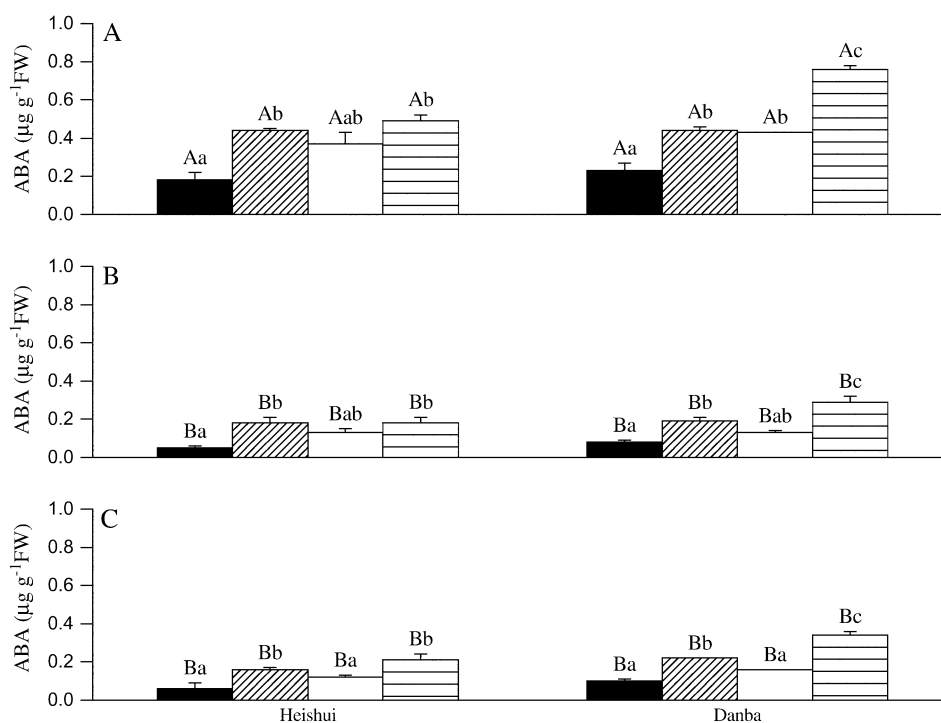 A
1.0
0.8
0.6
0.4
0.2
0.0
ABA (µg g⁻¹FW)
Aa Ab Aab Ab Aa Ab Ab Ac
B
1.0
0.8
0.6
0.4
0.2
0.0
ABA (µg g⁻¹FW)
Ba Bb Bab Bb Ba Bb Bab Bc
C
1.0
0.8
0.6
0.4
0.2
0.0
ABA (µg g⁻¹FW)
Ba Bb Ba Bb Ba Bb Ba Bc
Heishui Danba